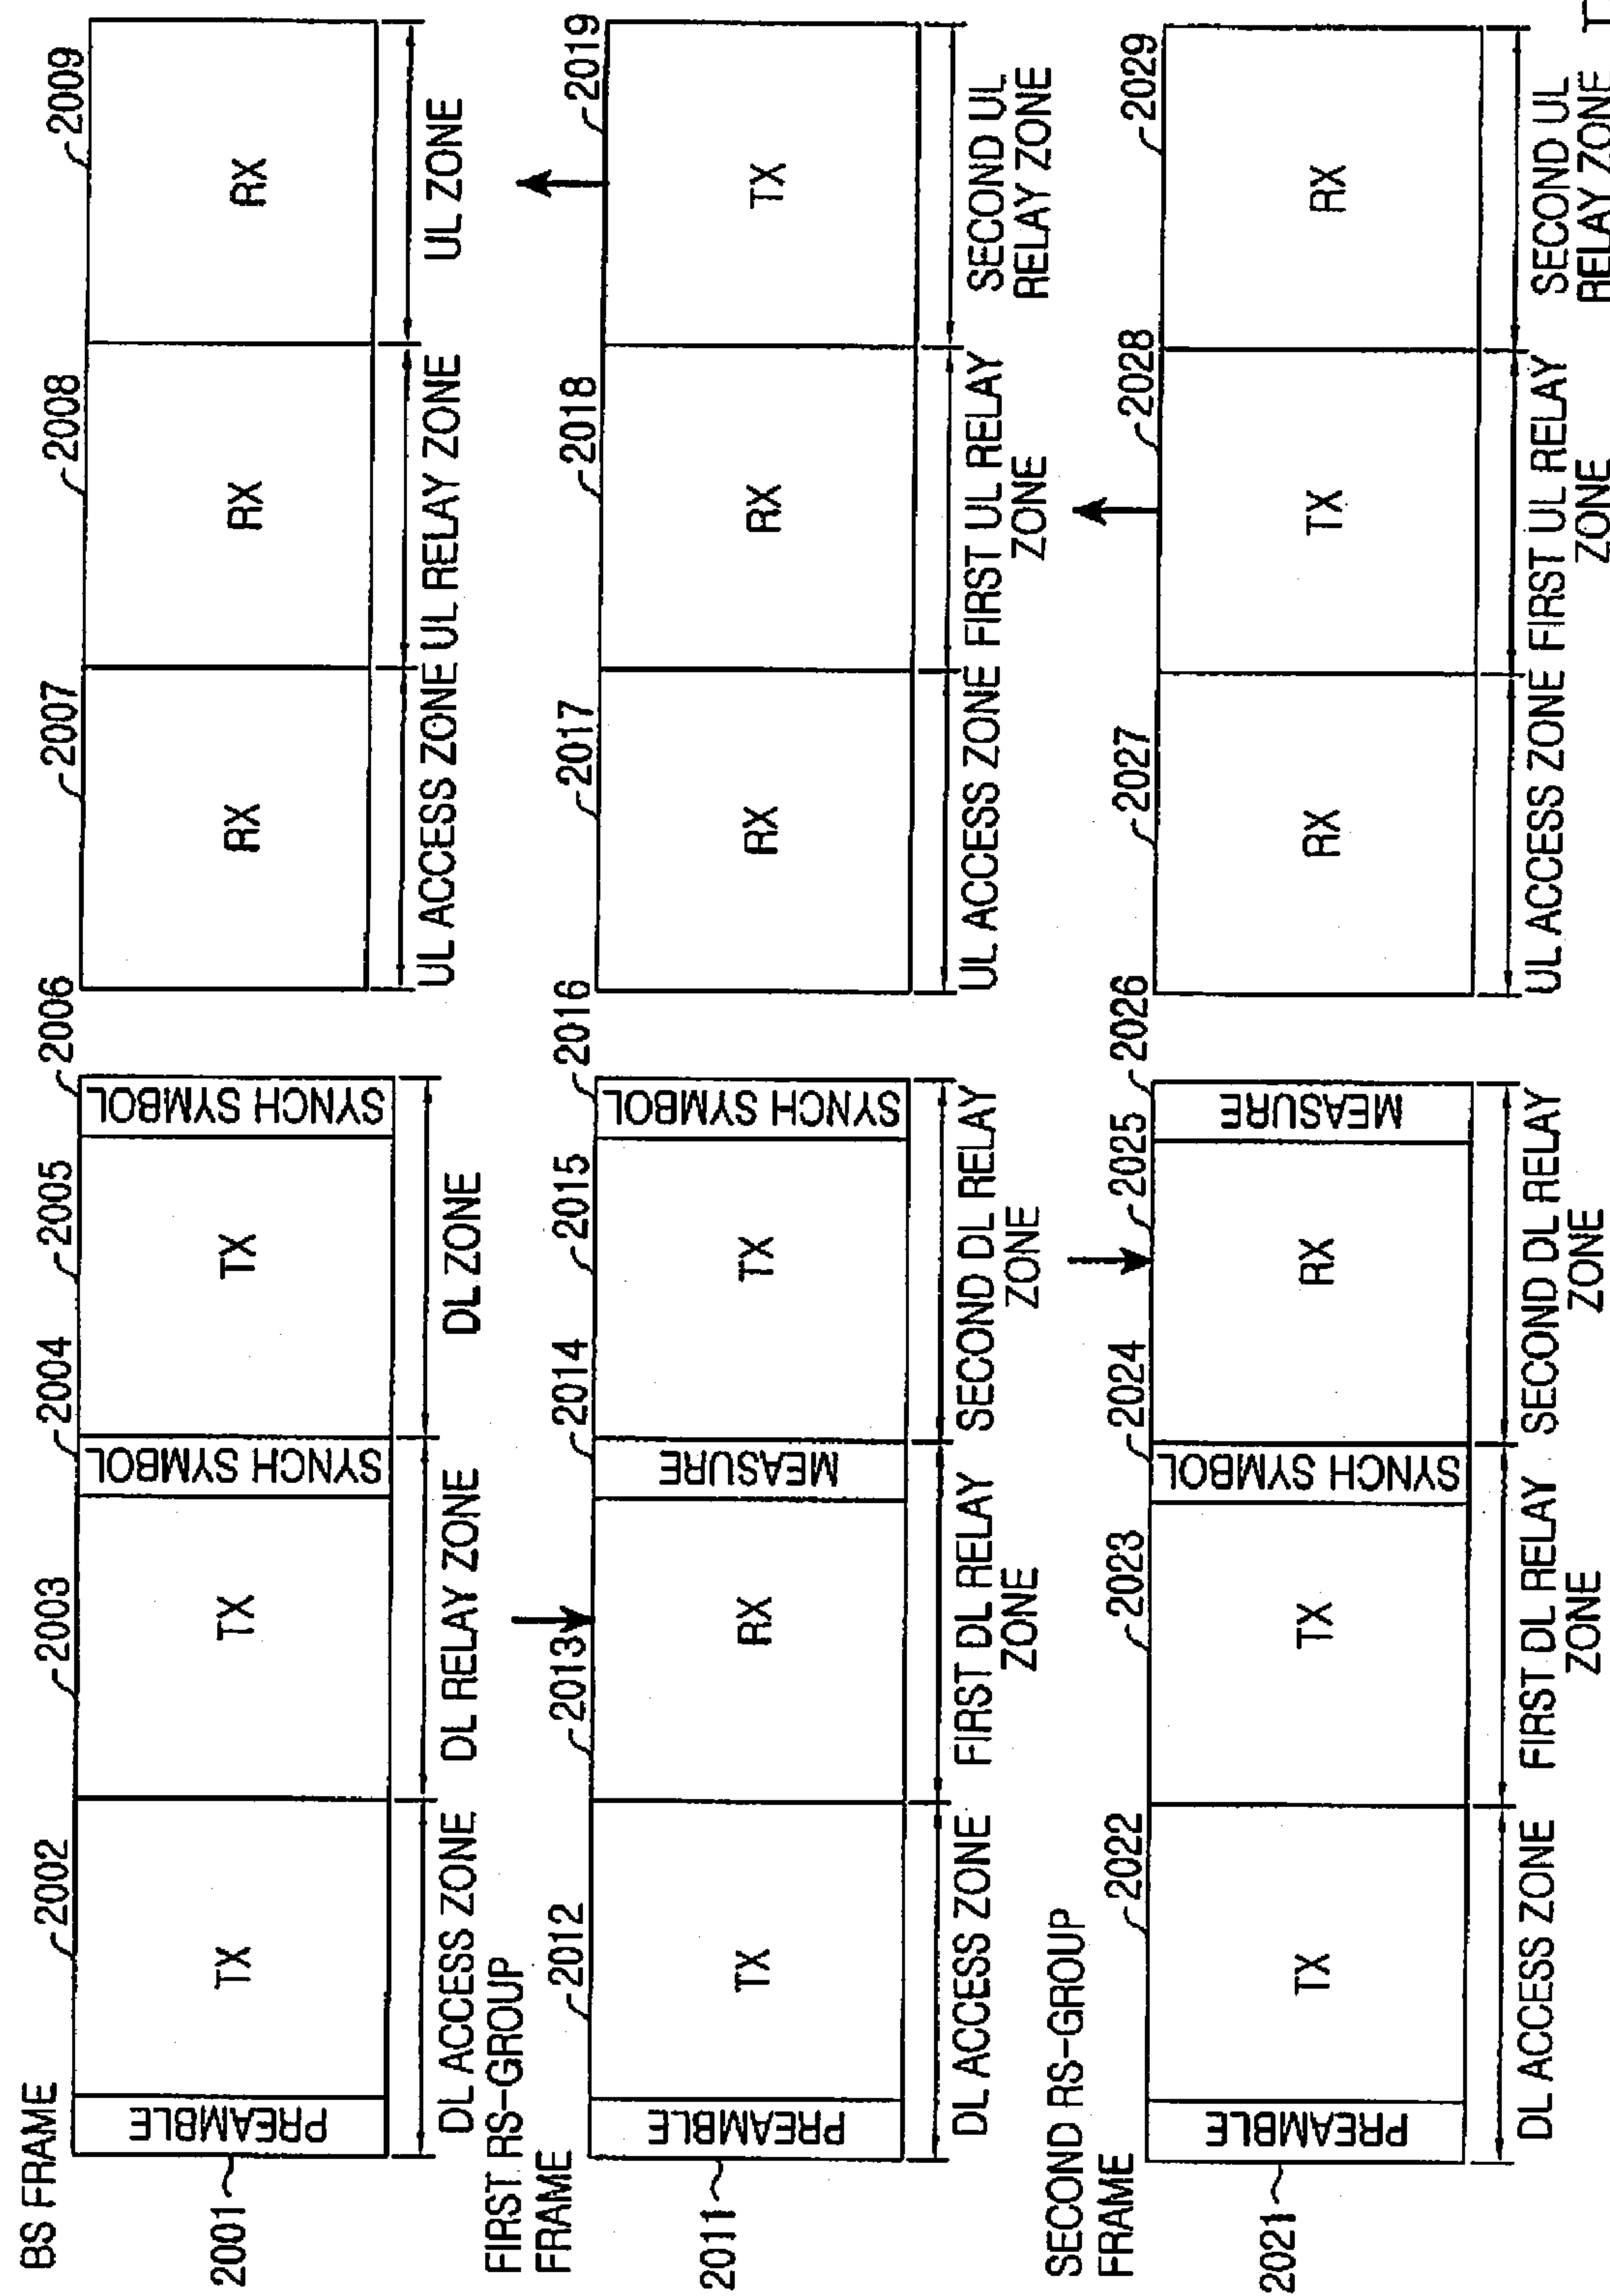 BS FRAME
2002
2003
2004
2005
2006
2007
2008
2009
2001
PREAMBLE
TX
TX
SYNCH SYMBOL
TX
SYNCH SYMBOL
RX
RX
RX
DL ACCESS ZONE
DL RELAY ZONE
DL ZONE
UL ACCESS ZONE
UL RELAY ZONE
UL ZONE
FIRST RS-GROUP
FRAME
2012
2013
2014
2015
2016
2017
2018
2019
2011
PREAMBLE
TX
RX
MEASURE
TX
SYNCH SYMBOL
RX
RX
TX
DL ACCESS ZONE
FIRST DL RELAY
ZONE
SECOND DL RELAY
ZONE
UL ACCESS ZONE
FIRST UL RELAY
ZONE
SECOND UL
RELAY ZONE
SECOND RS-GROUP
FRAME
2022
2023
2024
2025
2026
2027
2028
2029
2021
PREAMBLE
TX
TX
SYNCH SYMBOL
RX
MEASURE
RX
TX
RX
DL ACCESS ZONE
FIRST DL RELAY
ZONE
SECOND DL RELAY
ZONE
UL ACCESS ZONE
FIRST UL RELAY
ZONE
SECOND UL
RELAY ZONE